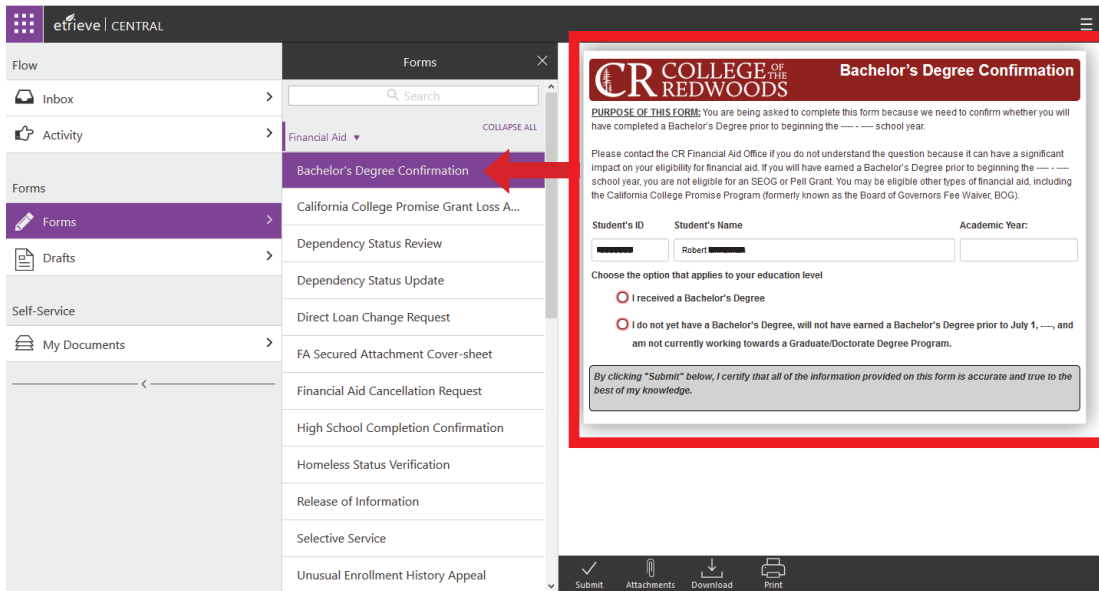 etrieve CENTRAL
Flow
Inbox
Activity
Forms
Forms
Drafts
Self-Service
My Documents
Forms
Search
COLLAPSE ALL
Financial Aid
Bachelor's Degree Confirmation
California College Promise Grant Loss A...
Dependency Status Review
Dependency Status Update
Direct Loan Change Request
FA Secured Attachment Cover-sheet
Financial Aid Cancellation Request
High School Completion Confirmation
Homeless Status Verification
Release of Information
Selective Service
Unusual Enrollment History Appeal
CR COLLEGE OF THE
REDWOODS
Bachelor's Degree Confirmation
PURPOSE OF THIS FORM: You are being asked to complete this form because we need to confirm whether you will
have completed a Bachelor's Degree prior to beginning the ---- - ---- school year.
Please contact the CR Financial Aid Office if you do not understand the question because it can have a significant
impact on your eligibility for financial aid. If you will have earned a Bachelor's Degree prior to beginning the ---- - ----
school year, you are not eligible for an SEOG or Pell Grant. You may be eligible other types of financial aid, including
the California College Promise Program (formerly known as the Board of Governors Fee Waiver, BOG).
Student's ID Student's Name Academic Year:
Robert
Choose the option that applies to your education level
I received a Bachelor's Degree
I do not yet have a Bachelor's Degree, will not have earned a Bachelor's Degree prior to July 1, ----, and
am not currently working towards a Graduate/Doctorate Degree Program.
By clicking "Submit" below, I certify that all of the information provided on this form is accurate and true to the
best of my knowledge.
Submit Attachments Download Print